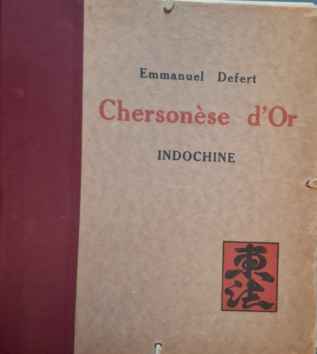 Emmanuel Defert
Chersonèse d'Or
INDOCHINE
東
法